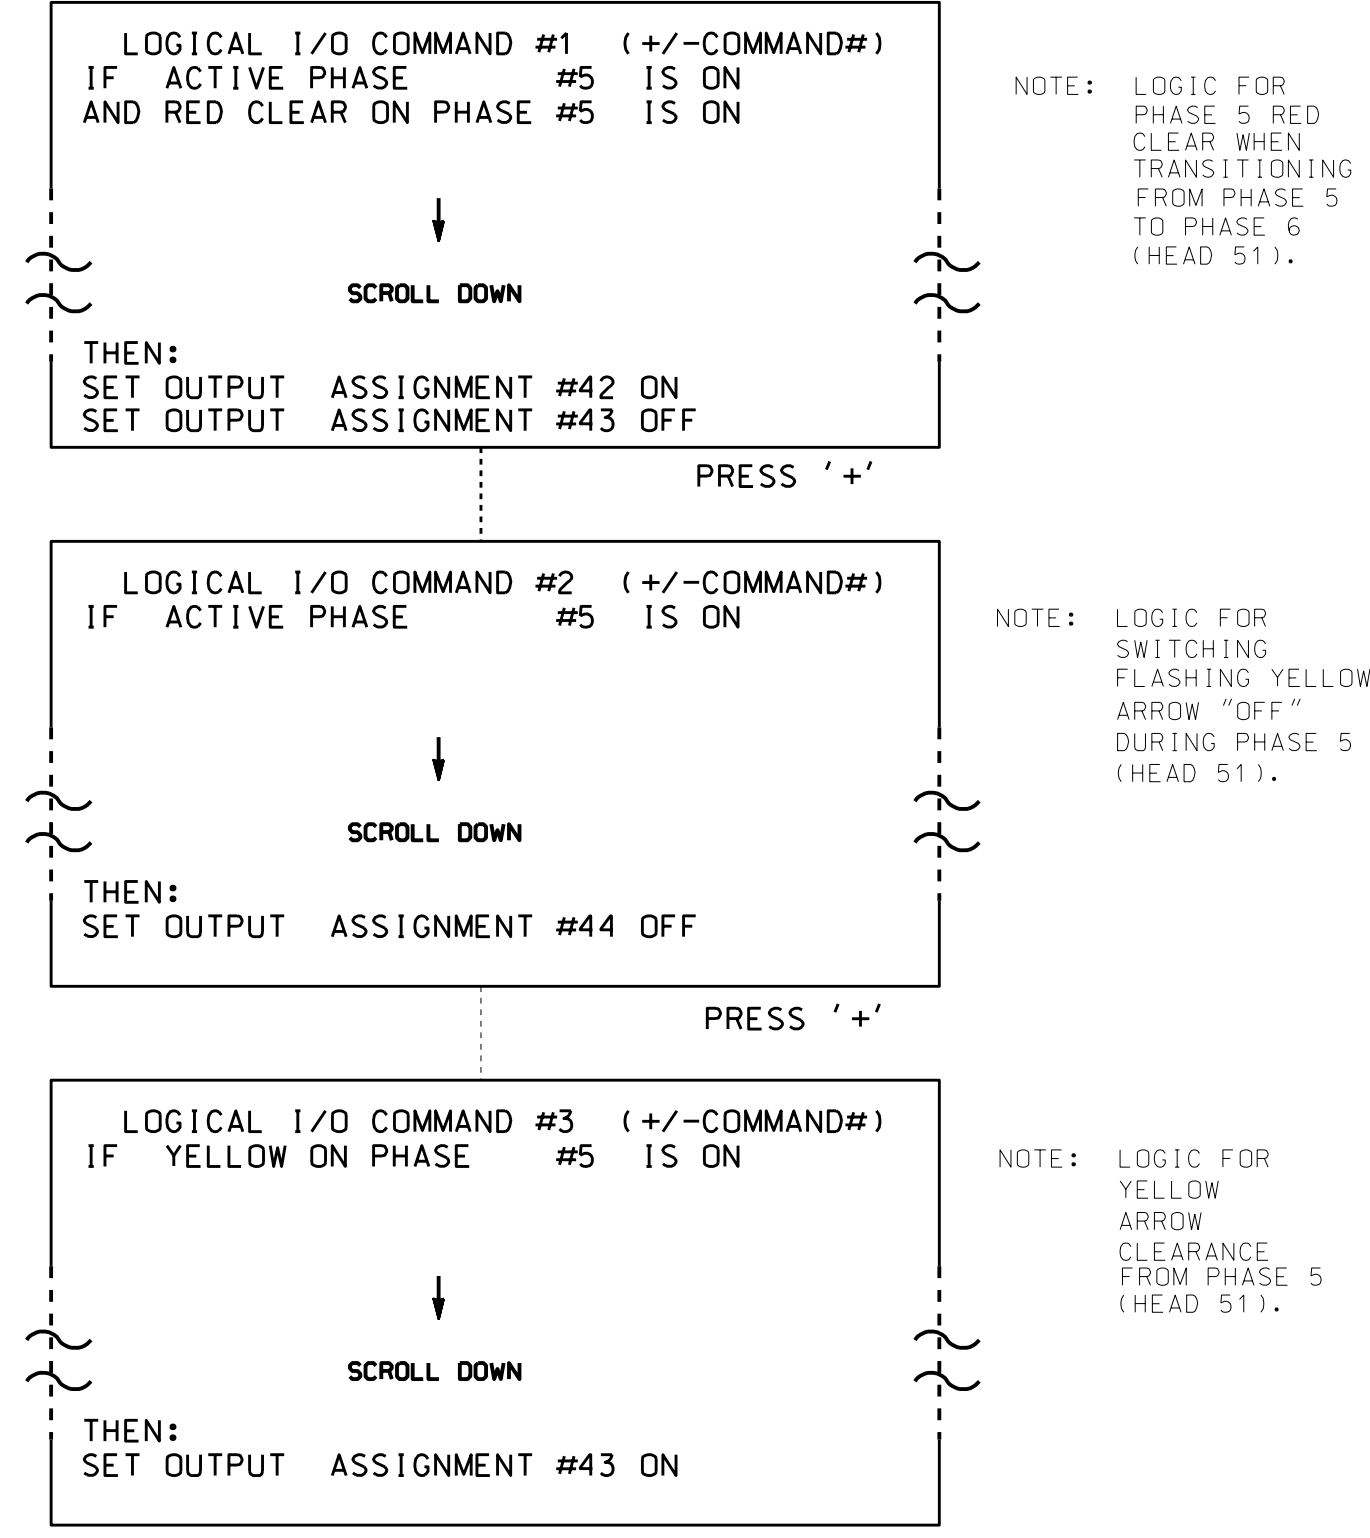 LOGICAL I/O COMMAND #1 (+/-COMMAND#)
IF ACTIVE PHASE #5 IS ON
AND RED CLEAR ON PHASE #5 IS ON
SCROLL DOWN
THEN:
SET OUTPUT ASSIGNMENT #42 ON
SET OUTPUT ASSIGNMENT #43 OFF
NOTE: LOGIC FOR
PHASE 5 RED
CLEAR WHEN
TRANSITIONING
FROM PHASE 5
TO PHASE 6
(HEAD 51).
PRESS '+'
LOGICAL I/O COMMAND #2 (+/-COMMAND#)
IF ACTIVE PHASE #5 IS ON
SCROLL DOWN
THEN:
SET OUTPUT ASSIGNMENT #44 OFF
NOTE: LOGIC FOR
SWITCHING
FLASHING YELLOW
ARROW "OFF"
DURING PHASE 5
(HEAD 51).
PRESS '+'
LOGICAL I/O COMMAND #3 (+/-COMMAND#)
IF YELLOW ON PHASE #5 IS ON
SCROLL DOWN
THEN:
SET OUTPUT ASSIGNMENT #43 ON
NOTE: LOGIC FOR
YELLOW
ARROW
CLEARANCE
FROM PHASE 5
(HEAD 51).